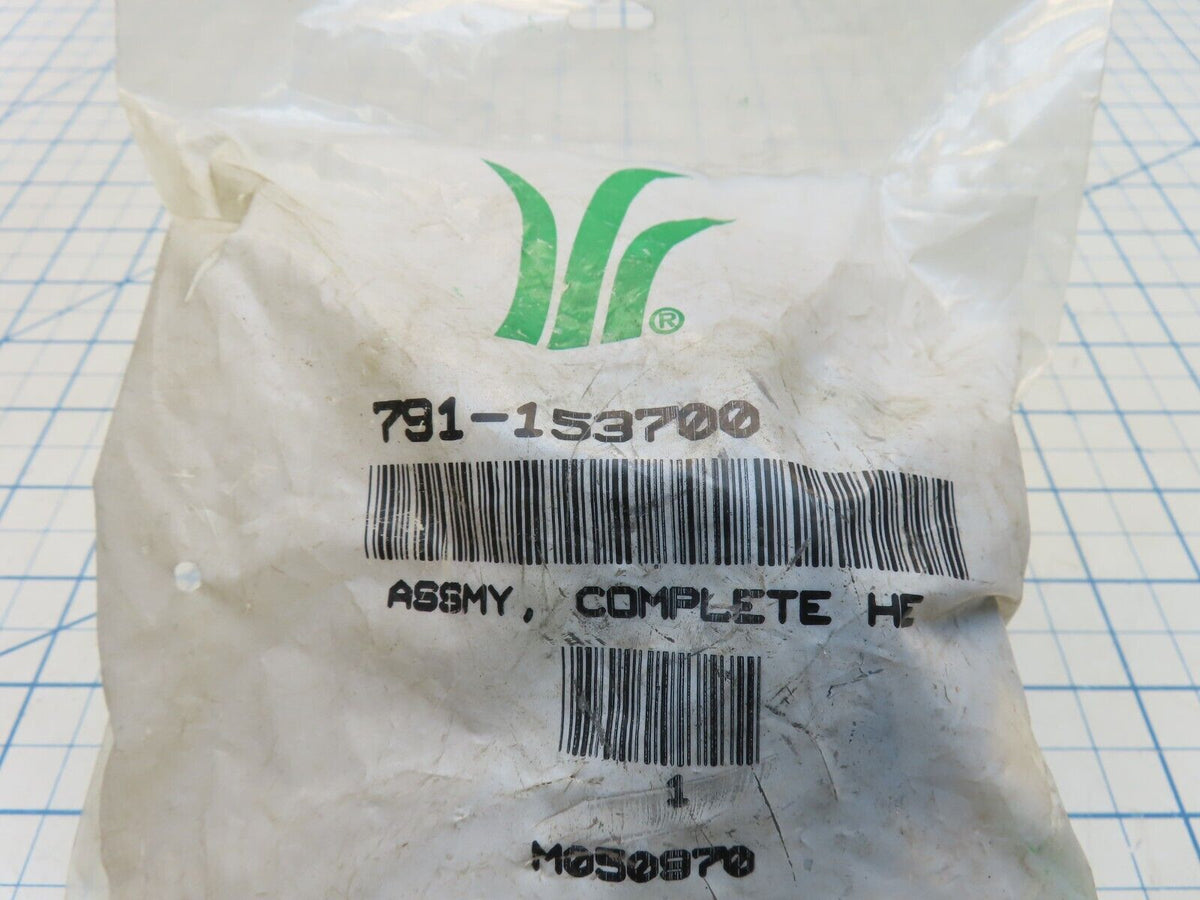 ®
791-153700
ASSMY, COMPLETE HE
1
M050970